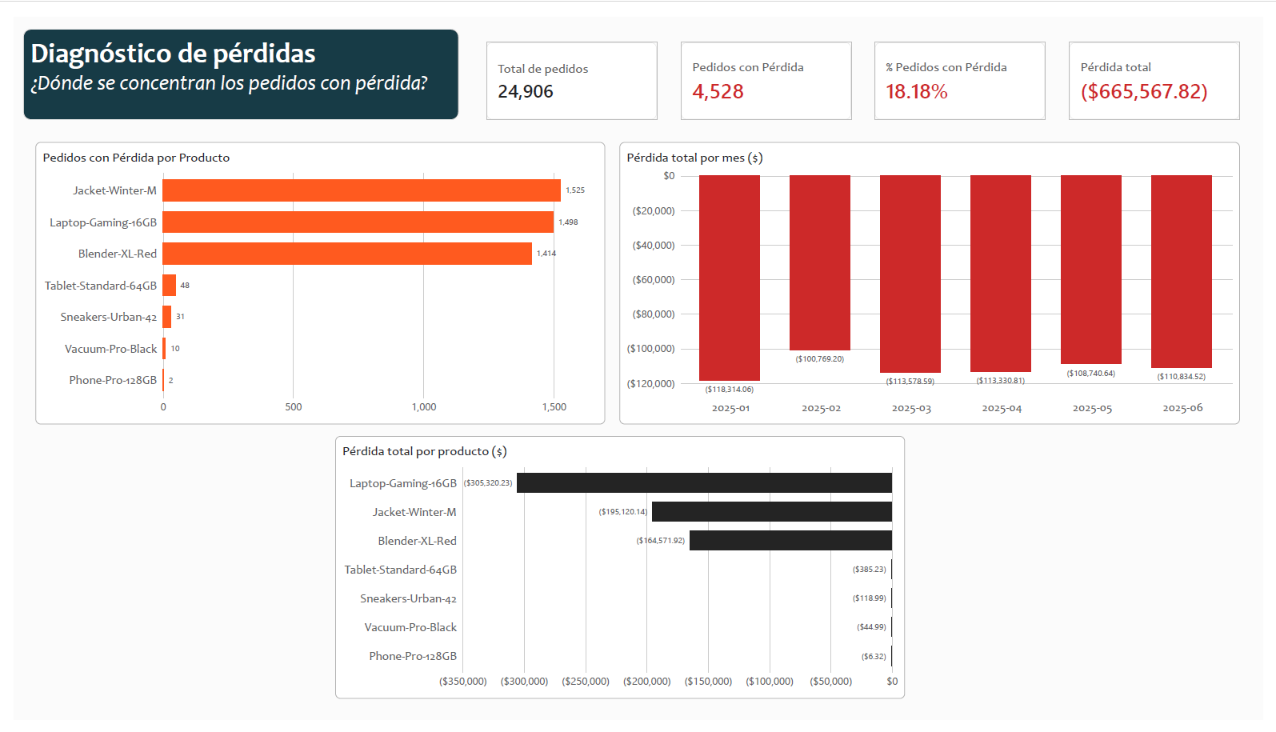 Diagnóstico de pérdidas
¿Dónde se concentran los pedidos con pérdida?
Total de pedidos
24,906
Pedidos con Pérdida
4,528
% Pedidos con Pérdida
18.18%
Pérdida total
($665,567.82)
Pedidos con Pérdida por Producto
Jacket-Winter-M 1,525
Laptop-Gaming-16GB 1,498
Blender-XL-Red 1,414
Tablet-Standard-64GB 48
Sneakers-Urban-42 31
Vacuum-Pro-Black 10
Phone-Pro-128GB 2
0 500 1,000 1,500
Pérdida total por mes ($)
$0
($20,000)
($40,000)
($60,000)
($80,000)
($100,000)
($120,000)
($118,314.06) ($100,769.20) ($113,578.59) ($113,330.81) ($108,740.64) ($110,834.52)
2025-01 2025-02 2025-03 2025-04 2025-05 2025-06
Pérdida total por producto ($)
Laptop-Gaming-16GB ($305,320.23)
Jacket-Winter-M ($195,120.14)
Blender-XL-Red ($164,571.92)
Tablet-Standard-64GB ($385.23)
Sneakers-Urban-42 ($118.99)
Vacuum-Pro-Black ($44.99)
Phone-Pro-128GB ($6.32)
($350,000) ($300,000) ($250,000) ($200,000) ($150,000) ($100,000) ($50,000) $0